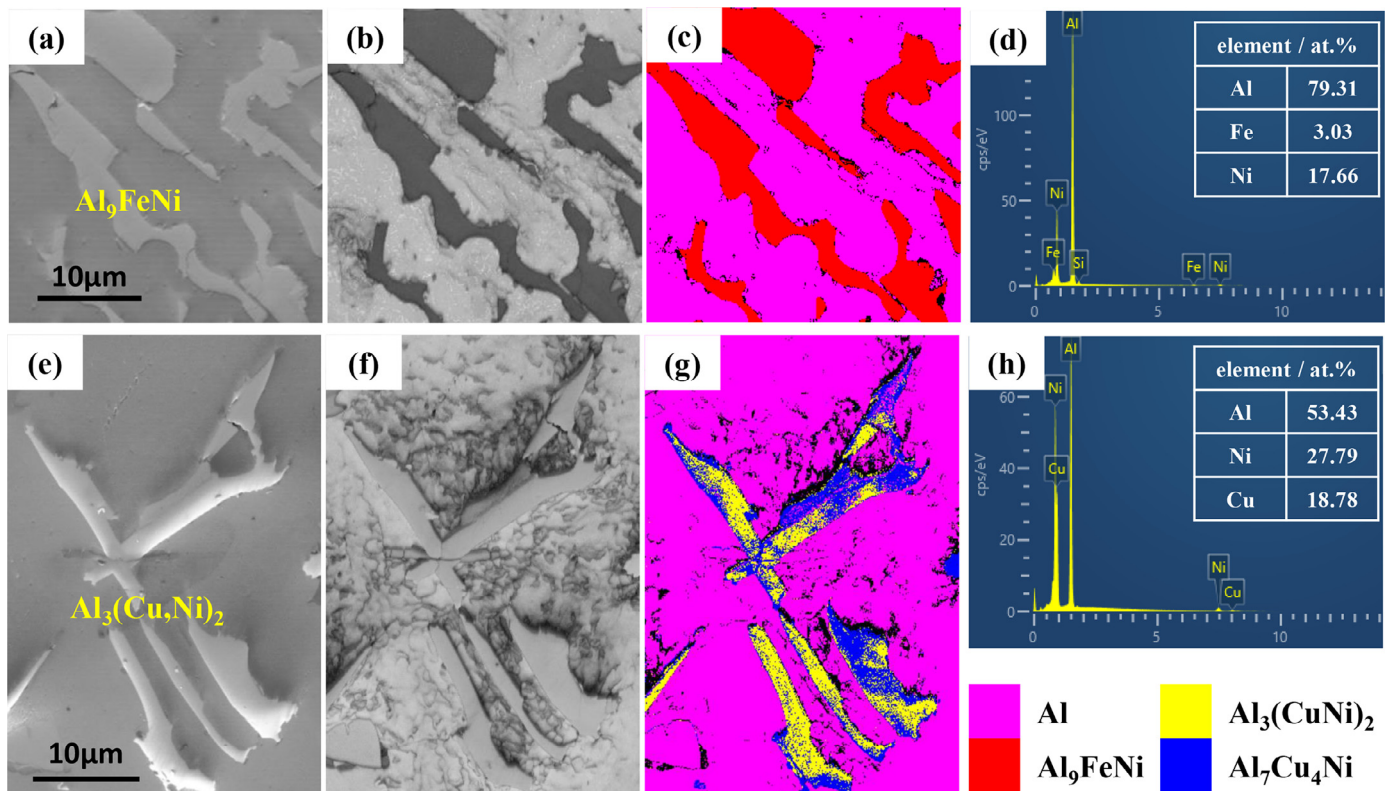 (a)
Al₉FeNi
10μm
(b)
(c)
(d)
Al
Ni
Fe
Si
Fe
Ni
cps/eV
100
50
0
0
5
10
element / at.%
Al 79.31
Fe 3.03
Ni 17.66
(e)
Al₃(Cu,Ni)₂
10μm
(f)
(g)
(h)
Al
Ni
Cu
Ni
Cu
cps/eV
60
40
20
0
0
5
10
element / at.%
Al 53.43
Ni 27.79
Cu 18.78
Al
Al₃(CuNi)₂
Al₉FeNi
Al₇Cu₄Ni